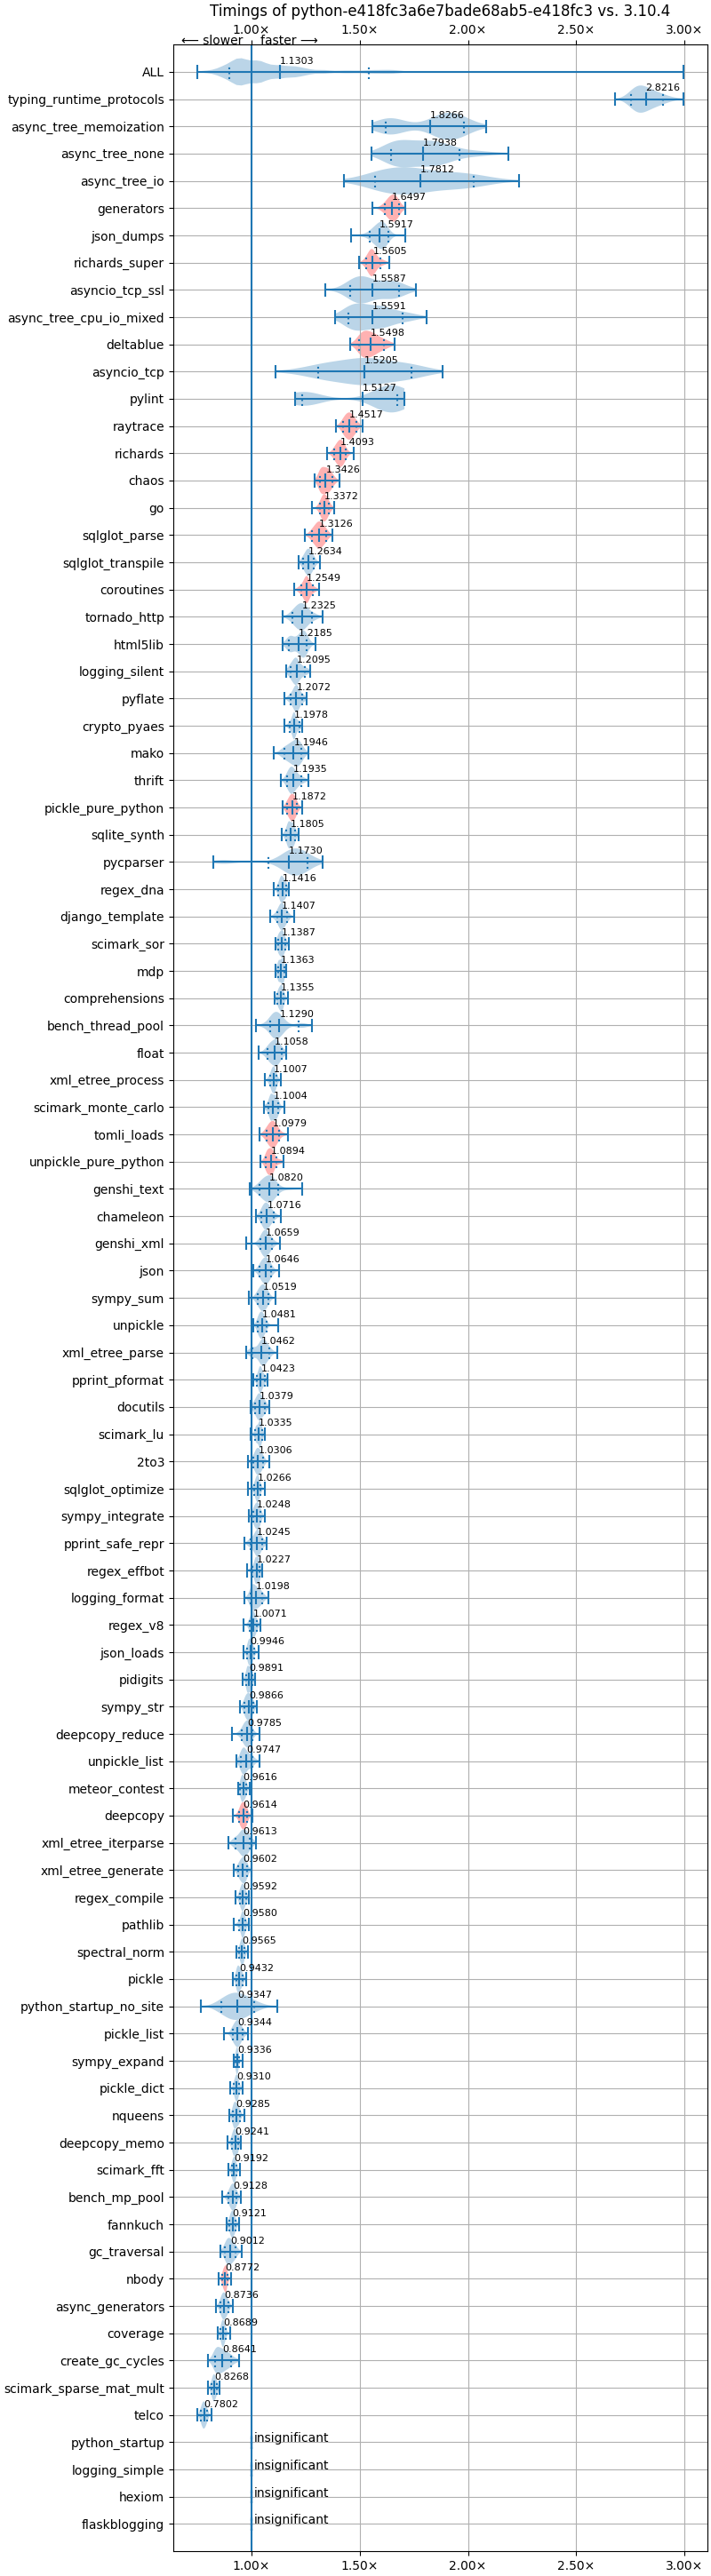 Timings of python-e418fc3a6e7bade68ab5-e418fc3 vs. 3.10.4
1.00× 1.50× 2.00× 2.50× 3.00×
⟵ slower faster ⟶
ALL 1.1303
typing_runtime_protocols 2.8216
async_tree_memoization 1.8266
async_tree_none 1.7938
async_tree_io 1.7812
generators 1.6497
json_dumps 1.5917
richards_super 1.5605
asyncio_tcp_ssl 1.5587
async_tree_cpu_io_mixed 1.5591
deltablue 1.5498
asyncio_tcp 1.5205
pylint 1.5127
raytrace 1.4517
richards 1.4093
chaos 1.3426
go 1.3372
sqlglot_parse 1.3126
sqlglot_transpile 1.2634
coroutines 1.2549
tornado_http 1.2325
html5lib 1.2185
logging_silent 1.2095
pyflate 1.2072
crypto_pyaes 1.1978
mako 1.1946
thrift 1.1935
pickle_pure_python 1.1872
sqlite_synth 1.1805
pycparser 1.1730
regex_dna 1.1416
django_template 1.1407
scimark_sor 1.1387
mdp 1.1363
comprehensions 1.1355
bench_thread_pool 1.1290
float 1.1058
xml_etree_process 1.1007
scimark_monte_carlo 1.1004
tomli_loads 1.0979
unpickle_pure_python 1.0894
genshi_text 1.0820
chameleon 1.0716
genshi_xml 1.0659
json 1.0646
sympy_sum 1.0519
unpickle 1.0481
xml_etree_parse 1.0462
pprint_pformat 1.0423
docutils 1.0379
scimark_lu 1.0335
2to3 1.0306
sqlglot_optimize 1.0266
sympy_integrate 1.0248
pprint_safe_repr 1.0245
regex_effbot 1.0227
logging_format 1.0198
regex_v8 1.0071
json_loads 0.9946
pidigits 0.9891
sympy_str 0.9866
deepcopy_reduce 0.9785
unpickle_list 0.9747
meteor_contest 0.9616
deepcopy 0.9614
xml_etree_iterparse 0.9613
xml_etree_generate 0.9602
regex_compile 0.9592
pathlib 0.9580
spectral_norm 0.9565
pickle 0.9432
python_startup_no_site 0.9347
pickle_list 0.9344
sympy_expand 0.9336
pickle_dict 0.9310
nqueens 0.9285
deepcopy_memo 0.9241
scimark_fft 0.9192
bench_mp_pool 0.9128
fannkuch 0.9121
gc_traversal 0.9012
nbody 0.8772
async_generators 0.8736
coverage 0.8689
create_gc_cycles 0.8641
scimark_sparse_mat_mult 0.8268
telco 0.7802
python_startup insignificant
logging_simple insignificant
hexiom insignificant
flaskblogging insignificant
1.00× 1.50× 2.00× 2.50× 3.00×